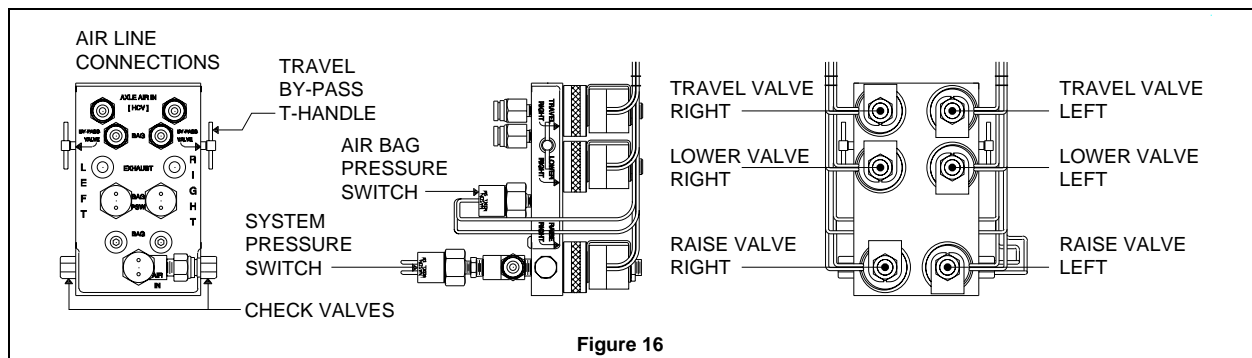 AIR LINE
CONNECTIONS
TRAVEL
BY-PASS
T-HANDLE
AXLE AIR IN
[ HCV ]
BY-PASS
VALVE
BAG
BY-PASS
VALVE
EXHAUST
LEFT
RIGHT
BAG
PSW
BAG
AIR
IN
CHECK VALVES
AIR BAG
PRESSURE
SWITCH
SYSTEM
PRESSURE
SWITCH
TRAVEL
RIGHT
LOWER
RIGHT
RAISE
RIGHT
TRAVEL VALVE
RIGHT
LOWER VALVE
RIGHT
RAISE VALVE
RIGHT
TRAVEL VALVE
LEFT
LOWER VALVE
LEFT
RAISE VALVE
LEFT
Figure 16